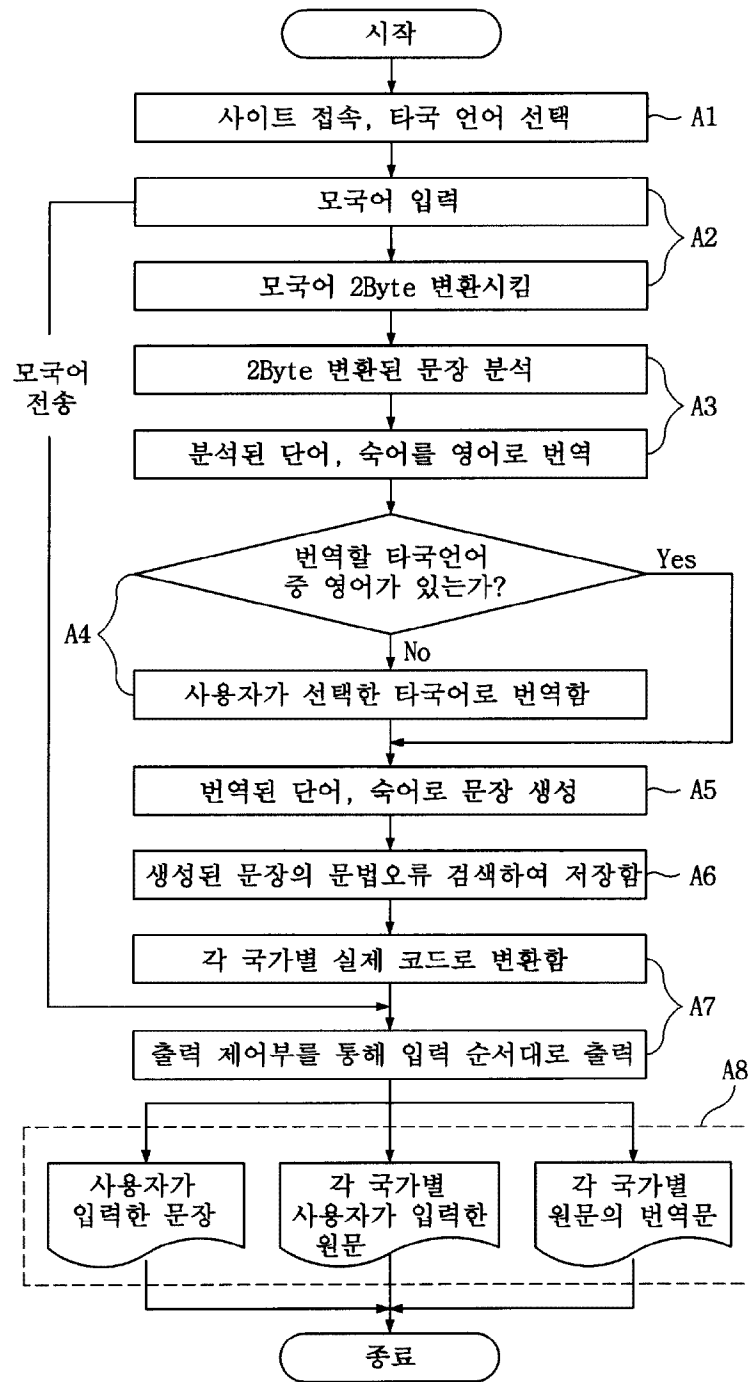 시작
사이트 접속, 타국 언어 선택
A1
모국어 입력
A2
모국어 2Byte 변환시킴
모국어
전송
2Byte 변환된 문장 분석
A3
분석된 단어, 숙어를 영어로 번역
번역할 타국언어
중 영어가 있는가?
Yes
A4
No
사용자가 선택한 타국어로 번역함
번역된 단어, 숙어로 문장 생성
A5
생성된 문장의 문법오류 검색하여 저장함
A6
각 국가별 실제 코드로 변환함
A7
출력 제어부를 통해 입력 순서대로 출력
A8
사용자가
입력한 문장
각 국가별
사용자가 입력한
원문
각 국가별
원문의 번역문
종료